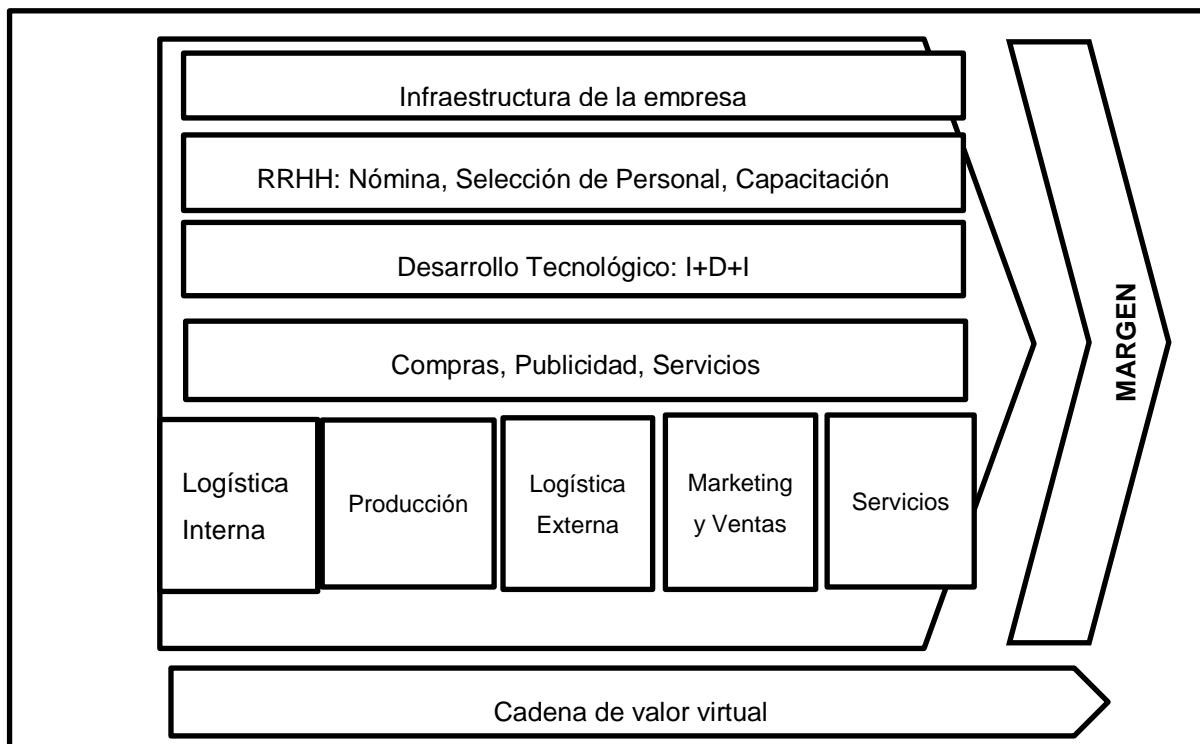 Infraestructura de la empresa
RRHH: Nómina, Selección de Personal, Capacitación
Desarrollo Tecnológico: I+D+I
Compras, Publicidad, Servicios
Logística
Interna
Producción
Logística
Externa
Marketing
y Ventas
Servicios
MARGEN
Cadena de valor virtual